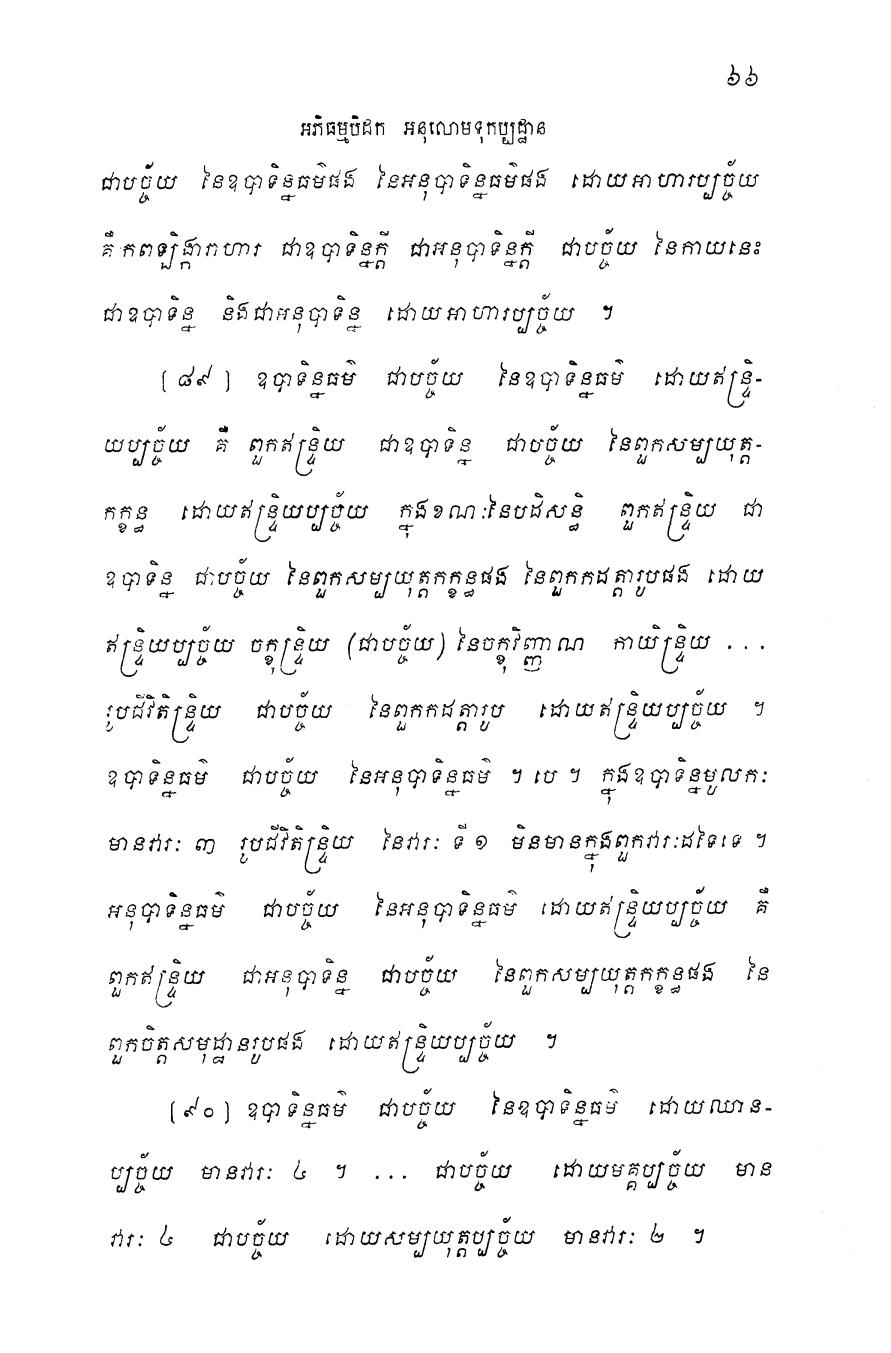 ៦៦
អភិធម្មបិដក អនុលោមទុកប្បដ្ឋាន
ជាបច្ច័យ នៃឧបាទិន្នធម៌ផង នៃអនុបាទិន្នធម៌ផង ដោយអាហារប្បច្ច័យ
គឺ កពឡិង្ការាហារ ជាឧបាទិន្នក្តី ជាអនុបាទិន្នក្តី ជាបច្ច័យ នៃកាយនេះ
ជាឧបាទិន្ន និងជាអនុបាទិន្ន ដោយអាហារប្បច្ច័យ ។
[៨៩] ឧបាទិន្នធម៌ ជាបច្ច័យ នៃឧបាទិន្នធម៌ ដោយឥន្ទ្រិ-
យប្បច្ច័យ គឺ ពួកឥន្ទ្រិយ ជាឧបាទិន្ន ជាបច្ច័យ នៃពួកសម្បយុត្ត-
កក្ខន្ធ ដោយឥន្ទ្រិយប្បច្ច័យ ក្នុងខណៈនៃបដិសន្ធិ ពួកឥន្ទ្រិយ ជា
ឧបាទិន្ន ជាបច្ច័យ នៃពួកសម្បយុត្តកក្ខន្ធផង នៃពួកកដត្តារូបផង ដោយ
ឥន្ទ្រិយប្បច្ច័យ ចក្ខុន្ទ្រិយ (ជាបច្ច័យ) នៃចក្ខុវិញ្ញាណ កាយិន្ទ្រិយ ...
រូបជីវិតិន្ទ្រិយ ជាបច្ច័យ នៃពួកកដត្តារូប ដោយឥន្ទ្រិយប្បច្ច័យ ។
ឧបាទិន្នធម៌ ជាបច្ច័យ នៃអនុបាទិន្នធម៌ ។ បេ ។ ក្នុងឧបាទិន្នមូលកៈ
មានវារៈ ៣ រូបជីវិតិន្ទ្រិយ នៃវារៈ ទី ១ មិនមានក្នុងពួកវារៈដទៃទេ ។
អនុបាទិន្នធម៌ ជាបច្ច័យ នៃអនុបាទិន្នធម៌ ដោយឥន្ទ្រិយប្បច្ច័យ គឺ
ពួកឥន្ទ្រិយ ជាអនុបាទិន្ន ជាបច្ច័យ នៃពួកសម្បយុត្តកក្ខន្ធផង នៃ
ពួកចិត្តសមុដ្ឋានរូបផង ដោយឥន្ទ្រិយប្បច្ច័យ ។
[៩០] ឧបាទិន្នធម៌ ជាបច្ច័យ នៃឧបាទិន្នធម៌ ដោយឈាន-
ប្បច្ច័យ មានវារៈ ៤ ។ ... ជាបច្ច័យ ដោយមគ្គប្បច្ច័យ មាន
វារៈ ៤ ជាបច្ច័យ ដោយសម្បយុត្តប្បច្ច័យ មានវារៈ ២ ។